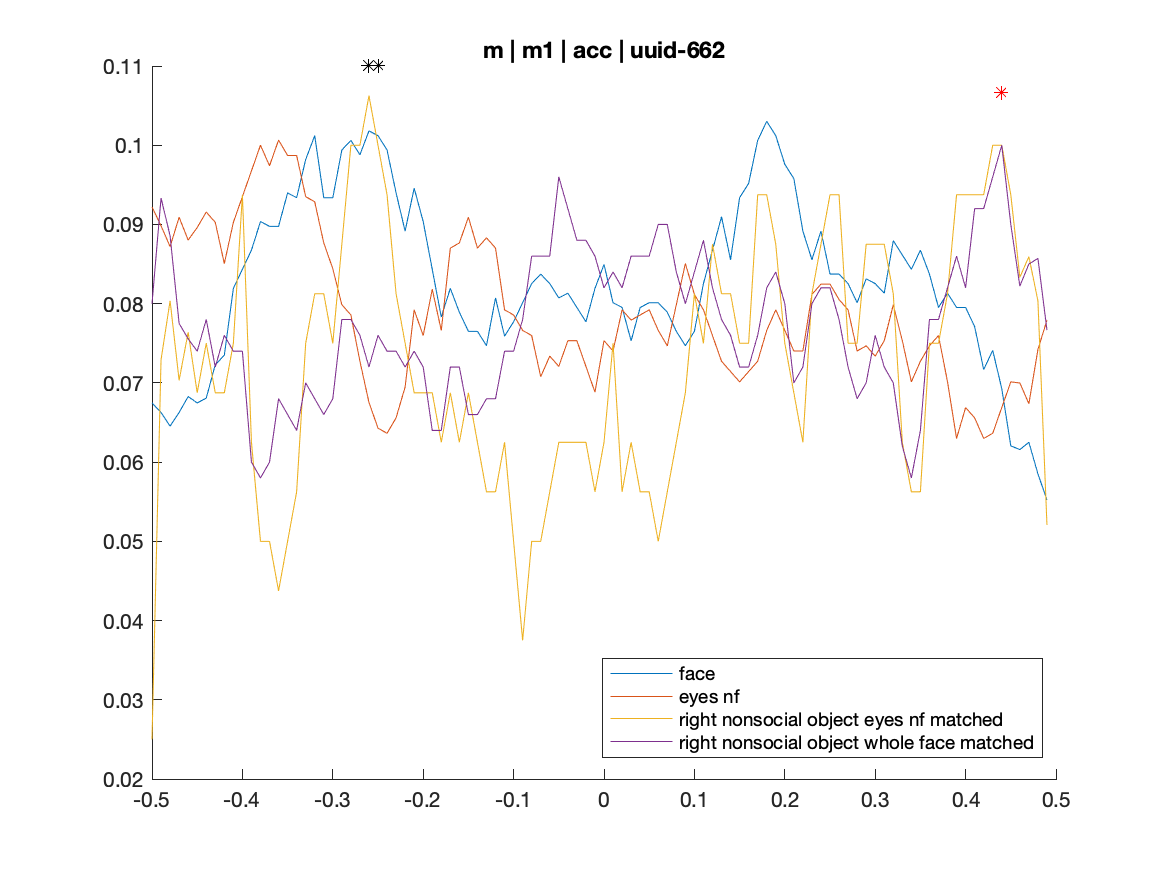 m | m1 | acc | uuid-662
0.11
0.1
0.09
0.08
0.07
0.06
0.05
0.04
0.03
0.02
-0.5 -0.4 -0.3 -0.2 -0.1 0 0.1 0.2 0.3 0.4 0.5
face
eyes nf
right nonsocial object eyes nf matched
right nonsocial object whole face matched